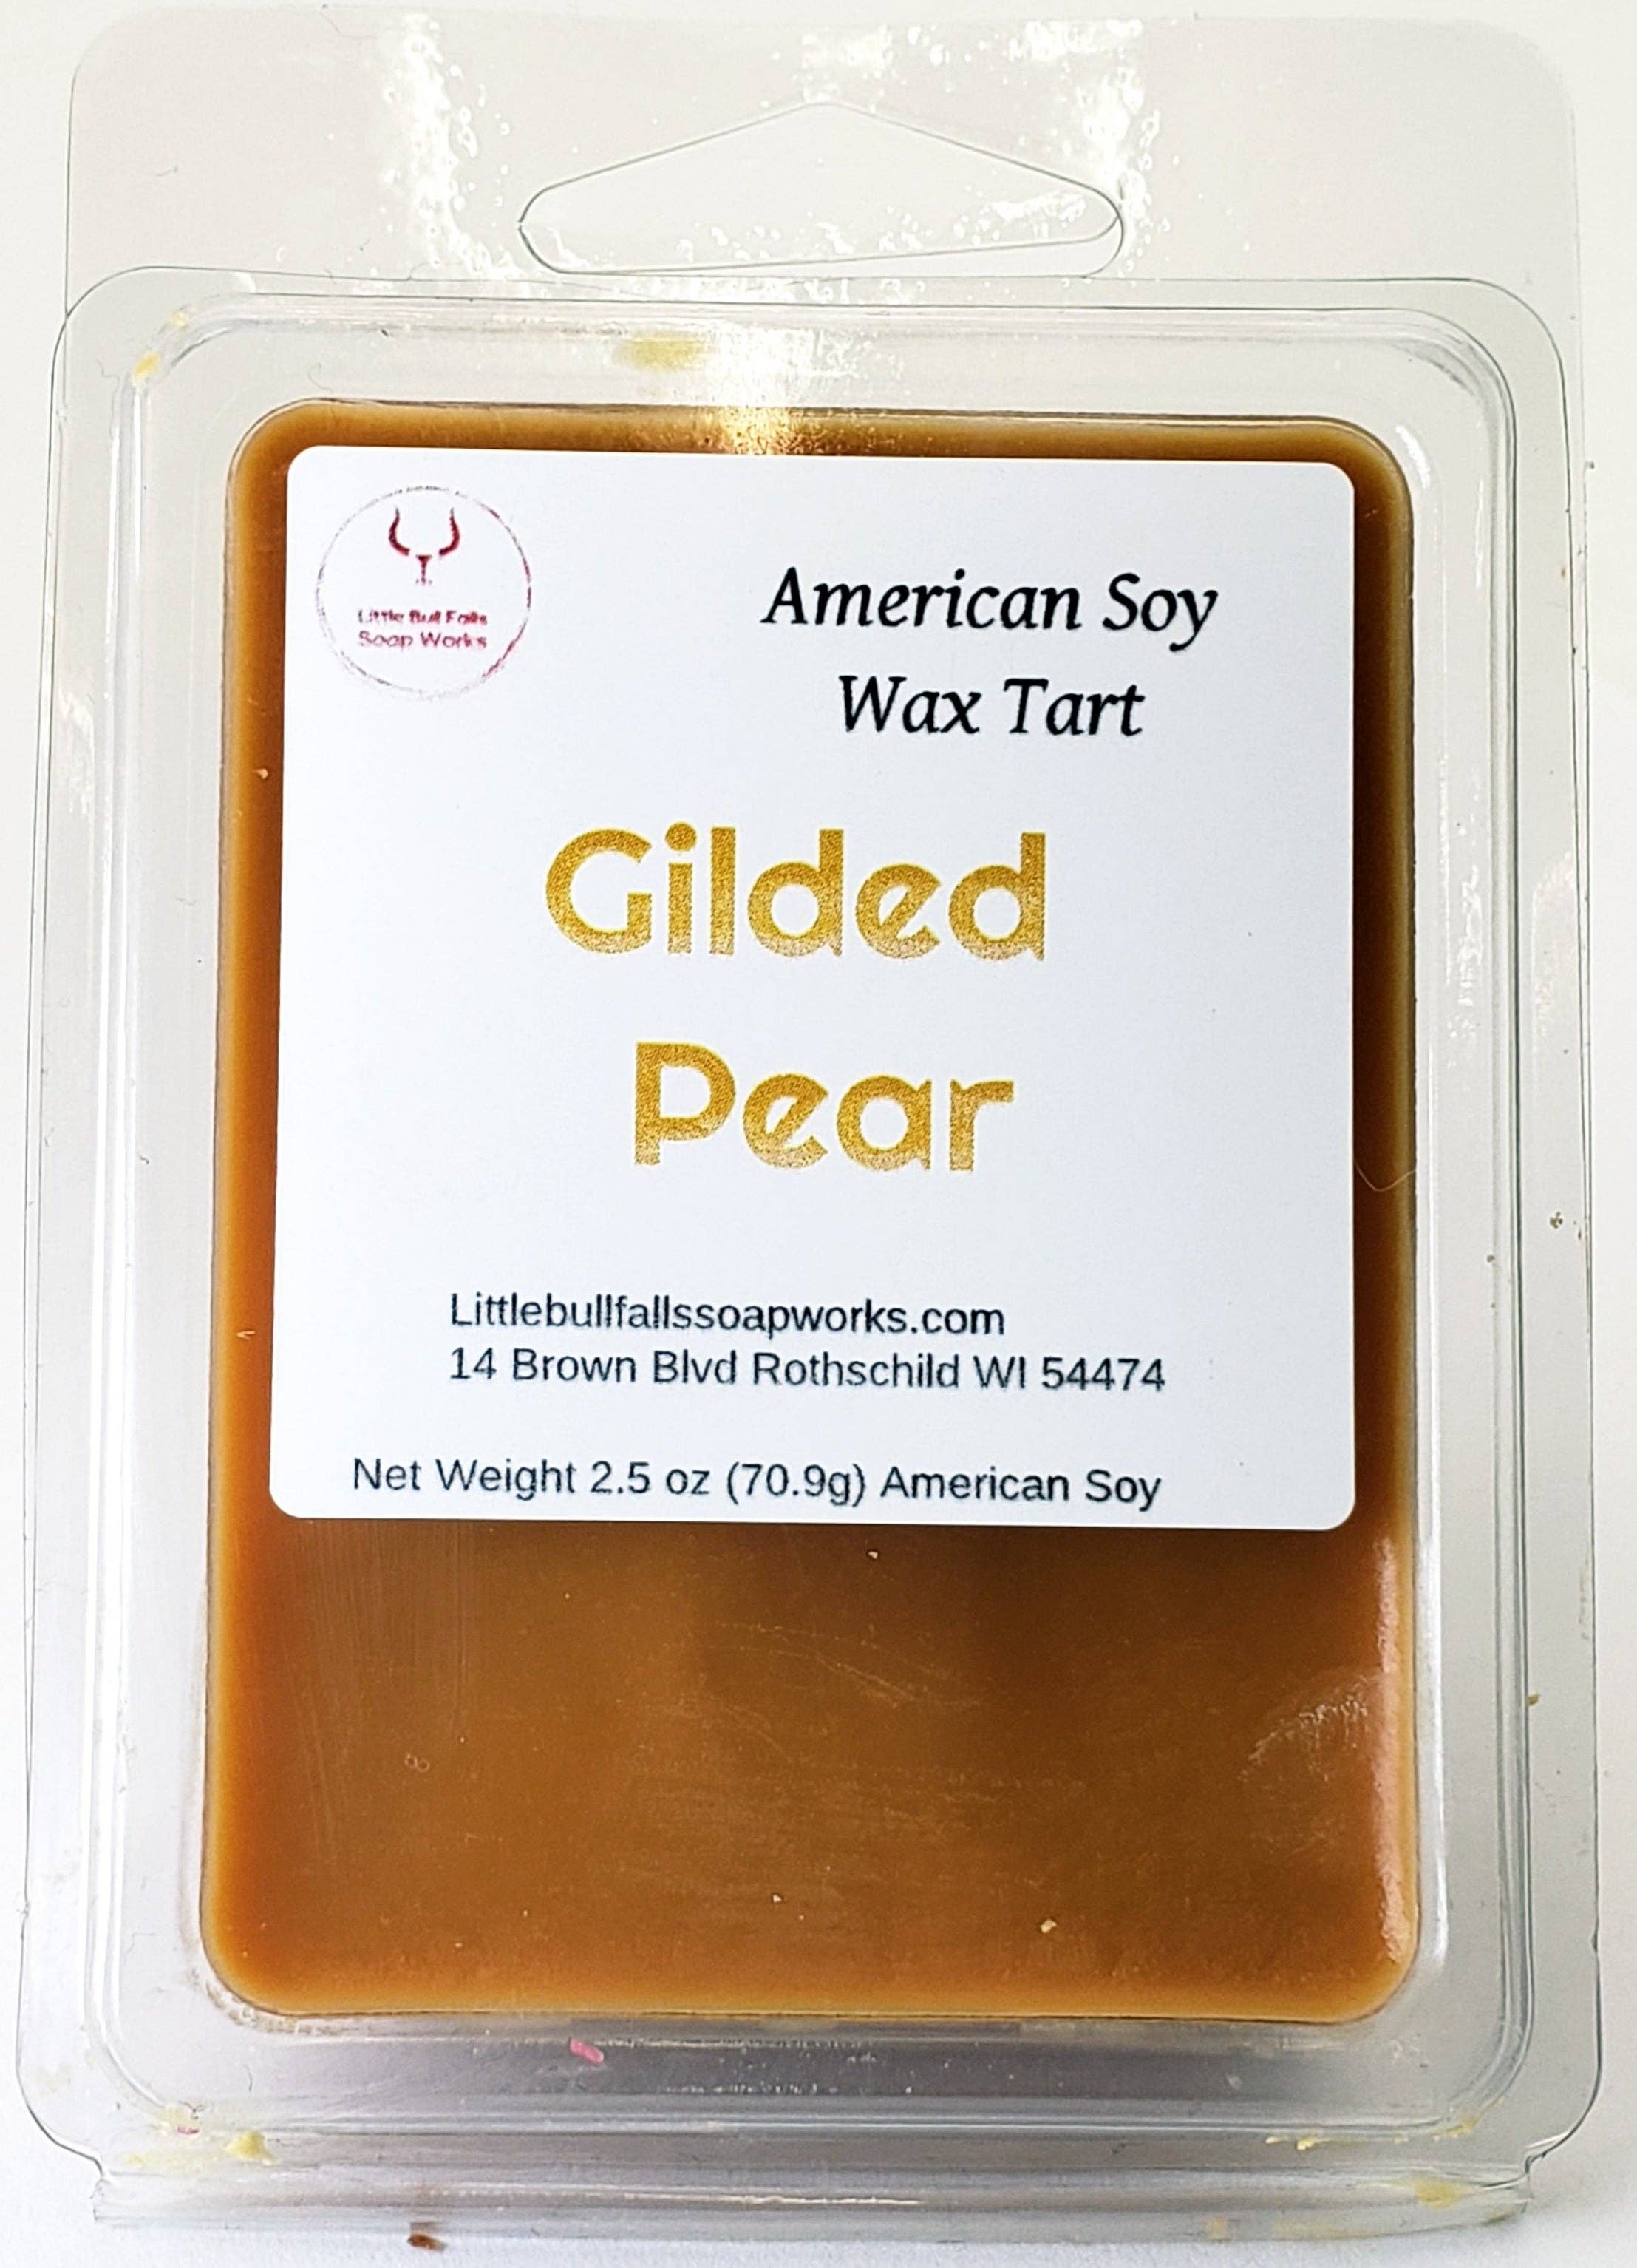 Little Bull Falls
Soap Works
American Soy
Wax Tart
Gilded
Pear
Littlebullfallssoapworks.com
14 Brown Blvd Rothschild WI 54474
Net Weight 2.5 oz (70.9g) American Soy